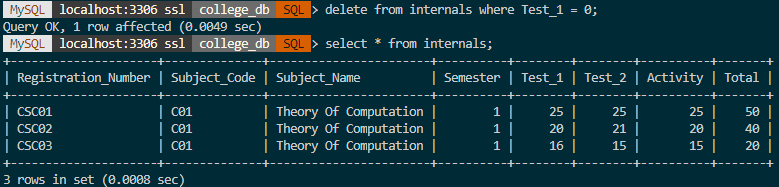 MySQL localhost:3306 ssl college_db SQL > delete from internals where Test_1 = 0;
Query OK, 1 row affected (0.0049 sec)
MySQL localhost:3306 ssl college_db SQL > select * from internals;
+---------------------+--------------+-----------------------+----------+--------+--------+----------+-------+
| Registration_Number | Subject_Code | Subject_Name          | Semester | Test_1 | Test_2 | Activity | Total |
+---------------------+--------------+-----------------------+----------+--------+--------+----------+-------+
| CSC01               | C01          | Theory Of Computation |        1 |     25 |     25 |       25 |    50 |
| CSC02               | C01          | Theory Of Computation |        1 |     20 |     21 |       20 |    40 |
| CSC03               | C01          | Theory Of Computation |        1 |     16 |     15 |       15 |    20 |
+---------------------+--------------+-----------------------+----------+--------+--------+----------+-------+
3 rows in set (0.0008 sec)